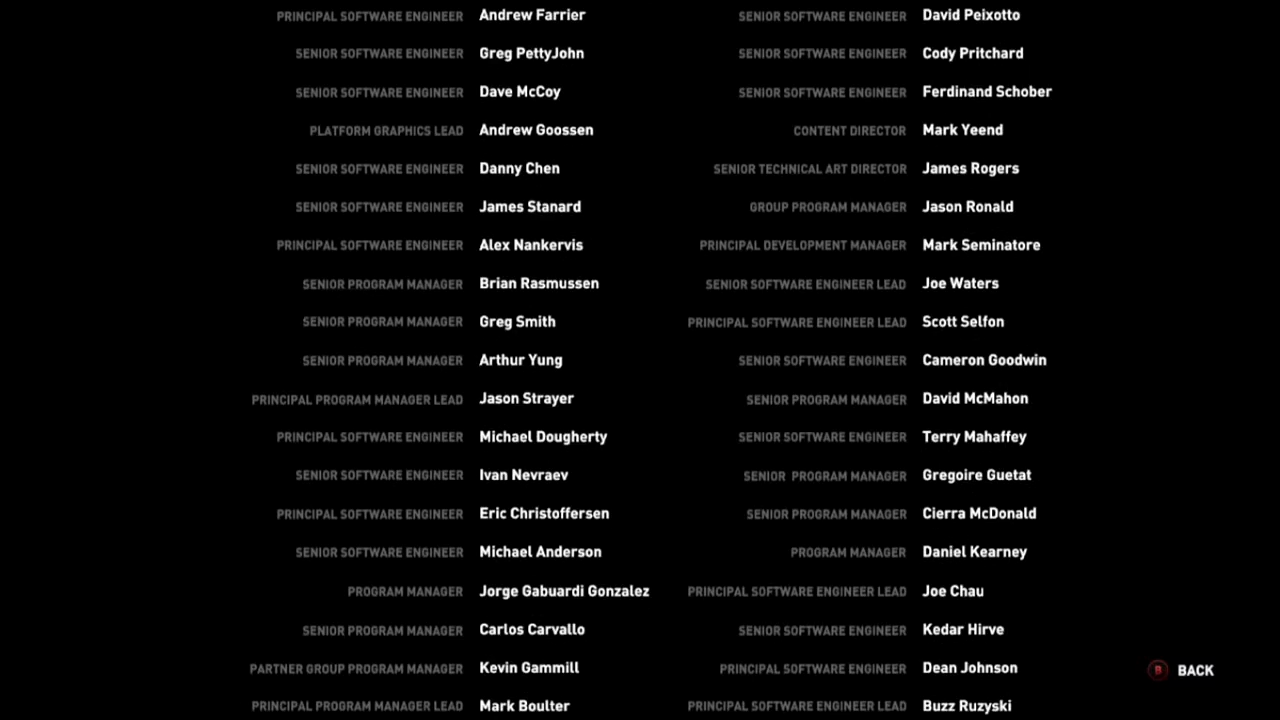 PRINCIPAL SOFTWARE ENGINEER Andrew Farrier
SENIOR SOFTWARE ENGINEER Greg PettyJohn
SENIOR SOFTWARE ENGINEER Dave McCoy
PLATFORM GRAPHICS LEAD Andrew Goossen
SENIOR SOFTWARE ENGINEER Danny Chen
SENIOR SOFTWARE ENGINEER James Stanard
PRINCIPAL SOFTWARE ENGINEER Alex Nankervis
SENIOR PROGRAM MANAGER Brian Rasmussen
SENIOR PROGRAM MANAGER Greg Smith
SENIOR PROGRAM MANAGER Arthur Yung
PRINCIPAL PROGRAM MANAGER LEAD Jason Strayer
PRINCIPAL SOFTWARE ENGINEER Michael Dougherty
SENIOR SOFTWARE ENGINEER Ivan Nevraev
PRINCIPAL SOFTWARE ENGINEER Eric Christoffersen
SENIOR SOFTWARE ENGINEER Michael Anderson
PROGRAM MANAGER Jorge Gabuardi Gonzalez
SENIOR PROGRAM MANAGER Carlos Carvallo
PARTNER GROUP PROGRAM MANAGER Kevin Gammill
PRINCIPAL PROGRAM MANAGER LEAD Mark Boulter
SENIOR SOFTWARE ENGINEER David Peixotto
SENIOR SOFTWARE ENGINEER Cody Pritchard
SENIOR SOFTWARE ENGINEER Ferdinand Schober
CONTENT DIRECTOR Mark Yeend
SENIOR TECHNICAL ART DIRECTOR James Rogers
GROUP PROGRAM MANAGER Jason Ronald
PRINCIPAL DEVELOPMENT MANAGER Mark Seminatore
SENIOR SOFTWARE ENGINEER LEAD Joe Waters
PRINCIPAL SOFTWARE ENGINEER LEAD Scott Selfon
SENIOR SOFTWARE ENGINEER Cameron Goodwin
SENIOR PROGRAM MANAGER David McMahon
SENIOR SOFTWARE ENGINEER Terry Mahaffey
SENIOR PROGRAM MANAGER Gregoire Guetat
SENIOR PROGRAM MANAGER Cierra McDonald
PROGRAM MANAGER Daniel Kearney
PRINCIPAL SOFTWARE ENGINEER LEAD Joe Chau
SENIOR SOFTWARE ENGINEER Kedar Hirve
PRINCIPAL SOFTWARE ENGINEER Dean Johnson
PRINCIPAL SOFTWARE ENGINEER LEAD Buzz Ruzyski
B BACK